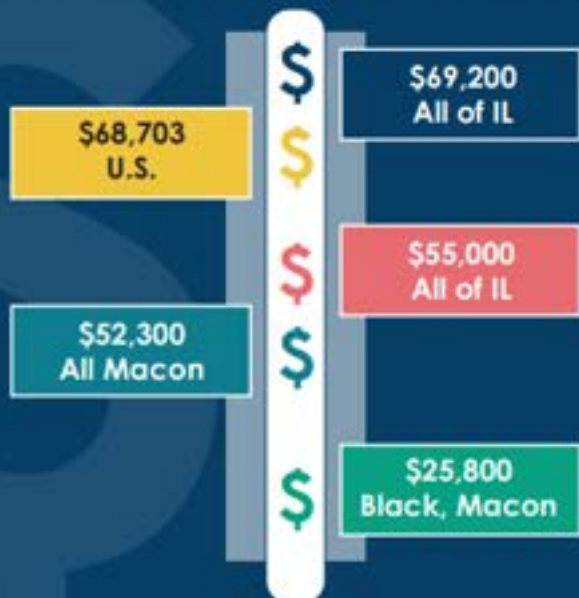 $
$69,200
All of IL
$68,703
U.S.
$
$55,000
All of IL
$
$52,300
All Macon
$
$25,800
Black, Macon
$